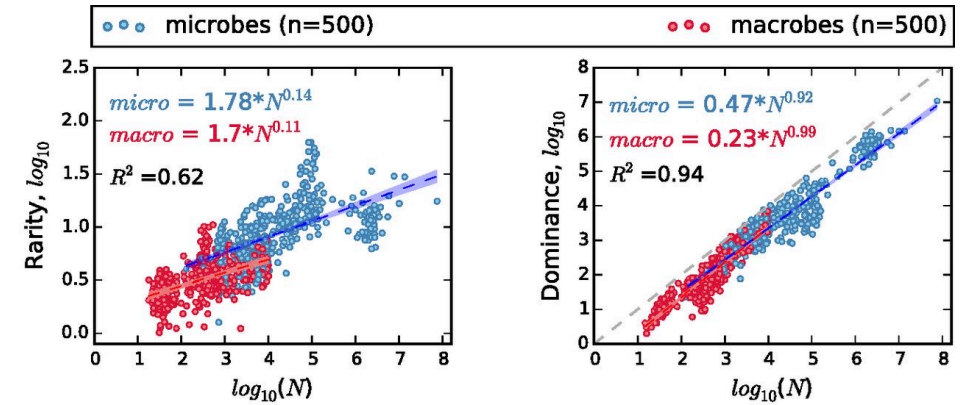 microbes (n=500) macrobes (n=500)
Rarity, log₁₀
2.5
2.0
1.5
1.0
0.5
0.0
micro = 1.78*N^0.14
macro = 1.7*N^0.11
R² =0.62
0 1 2 3 4 5 6 7 8
log₁₀(N)
Dominance, log₁₀
8
7
6
5
4
3
2
1
0
micro = 0.47*N^0.92
macro = 0.23*N^0.99
R² =0.94
0 1 2 3 4 5 6 7 8
log₁₀(N)